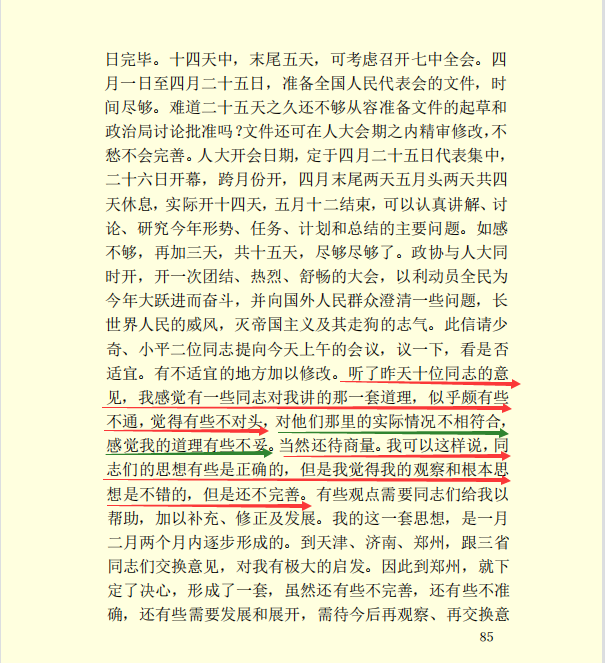 日完毕。十四天中，末尾五天，可考虑召开七中全会。四
月一日至四月二十五日，准备全国人民代表会的文件，时
间尽够。难道二十五天之久还不够从容准备文件的起草和
政治局讨论批准吗？文件还可在人大会期之内精审修改，不
愁不会完善。人大开会日期，定于四月二十五日代表集中，
二十六日开幕，跨月份开，四月末尾两天五月头两天共四
天休息，实际开十四天，五月十二结束，可以认真讲解、讨
论、研究今年形势、任务、计划和总结的主要问题。如感
不够，再加三天，共十五天，尽够尽够了。政协与人大同
时开，开一次团结、热烈、舒畅的大会，以利动员全民为
今年大跃进而奋斗，并向国外人民群众澄清一些问题，长
世界人民的威风，灭帝国主义及其走狗的志气。此信请少
奇、小平二位同志提向今天上午的会议，议一下，看是否
适宜。有不适宜的地方加以修改。听了昨天十位同志的意
见，我感觉有一些同志对我讲的那一套道理，似乎颇有些
不通，觉得有些不对头，对他们那里的实际情况不相符合，
感觉我的道理有些不妥。当然还待商量。我可以这样说，同
志们的思想有些是正确的，但是我觉得我的观察和根本思
想是不错的，但是还不完善。有些观点需要同志们给我以
帮助，加以补充、修正及发展。我的这一套思想，是一月
二月两个月内逐步形成的。到天津、济南、郑州，跟三省
同志们交换意见，对我有极大的启发。因此到郑州，就下
定了决心，形成了一套，虽然还有些不完善，还有些不准
确，还有些需要发展和展开，需待今后再观察、再交换意
85